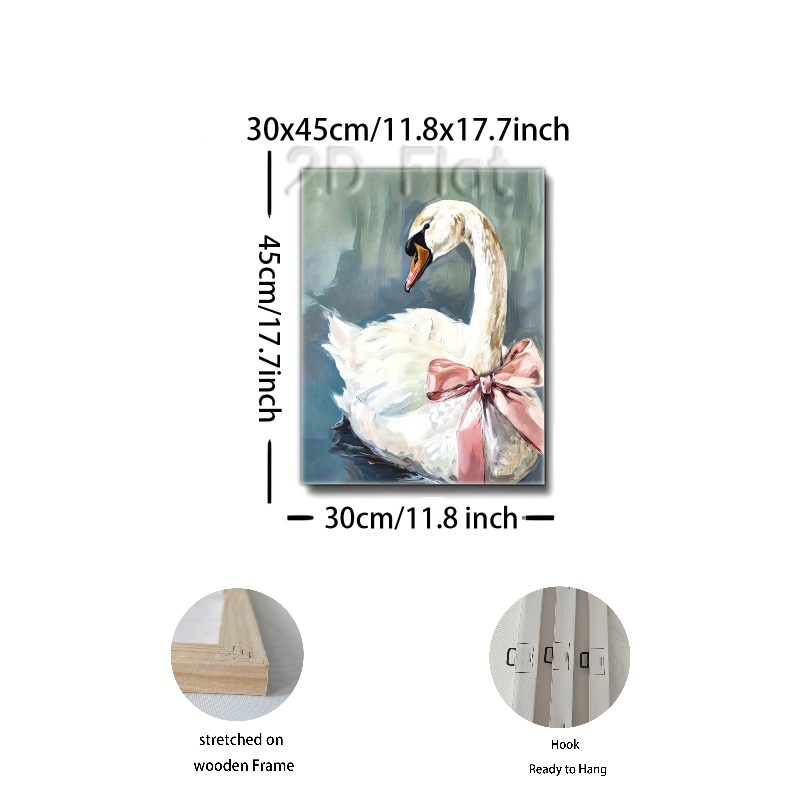 30x45cm/11.8x17.7inch
2D Flat
45cm/17.7inch
30cm/11.8 inch
stretched on
wooden Frame
Hook
Ready to Hang